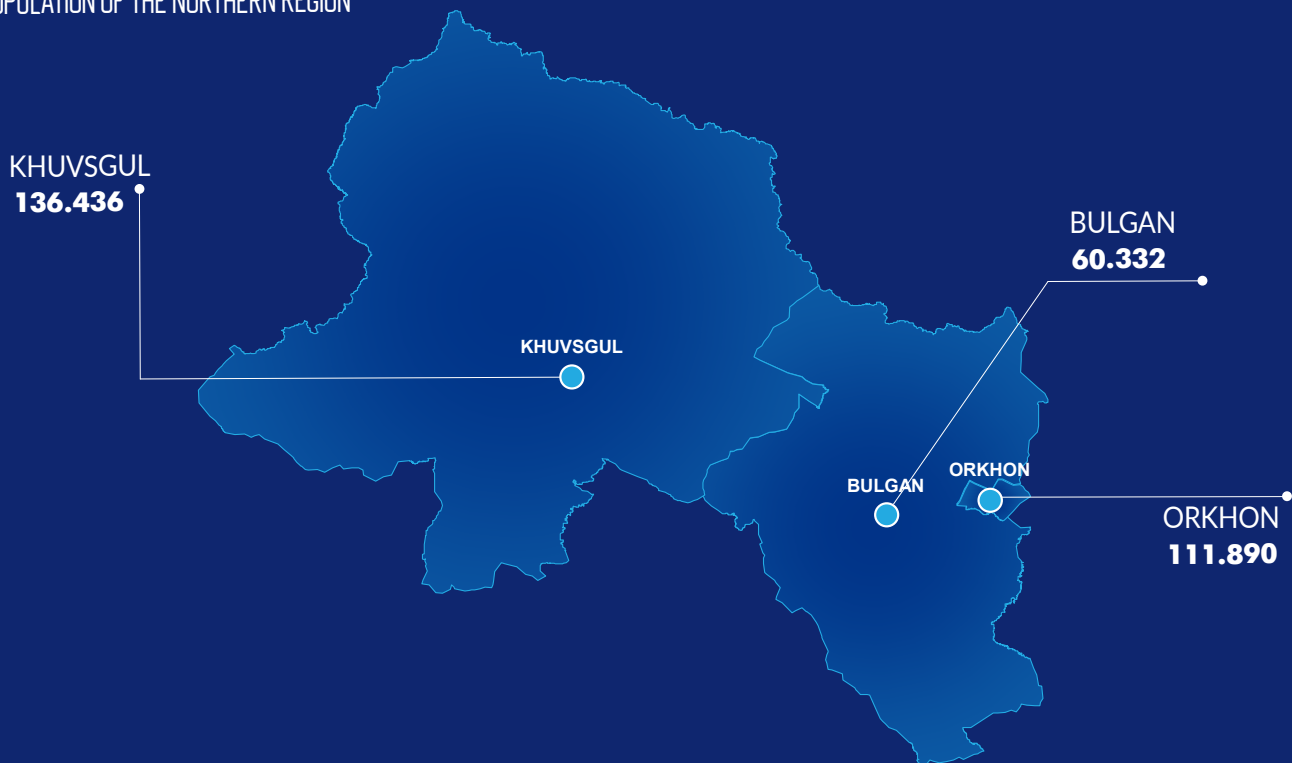 OPULATION OF THE NORTHERN REGION
KHUVSGUL
136.436
BULGAN
60.332
KHUVSGUL
ORKHON
BULGAN
ORKHON
111.890